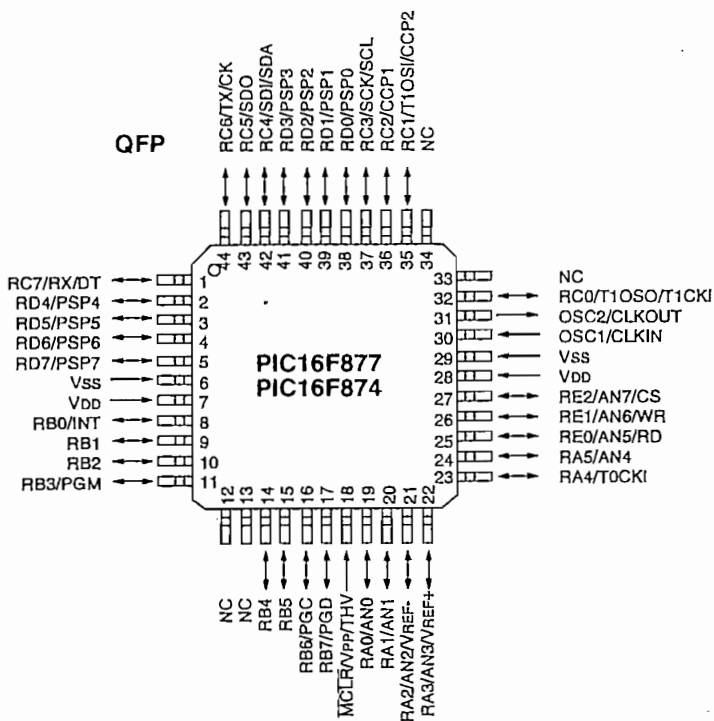 QFP
RC6/TX/CK
RC5/SDO
RC4/SDI/SDA
RD3/PSP3
RD2/PSP2
RD1/PSP1
RD0/PSP0
RC3/SCK/SCL
RC2/CCP1
RC1/T1OSI/CCP2
NC
44
43
42
41
40
39
38
37
36
35
34
RC7/RX/DT
RD4/PSP4
RD5/PSP5
RD6/PSP6
RD7/PSP7
VSS
VDD
RB0/INT
RB1
RB2
RB3/PGM
1
2
3
4
5
6
7
8
9
10
11
PIC16F877
PIC16F874
33
32
31
30
29
28
27
26
25
24
23
NC
RC0/T1OSO/T1CKI
OSC2/CLKOUT
OSC1/CLKIN
VSS
VDD
RE2/AN7/CS
RE1/AN6/WR
RE0/AN5/RD
RA5/AN4
RA4/T0CKI
12
13
14
15
16
17
18
19
20
21
22
NC
NC
RB4
RB5
RB6/PGC
RB7/PGD
MCLR/VPP/THV
RA0/AN0
RA1/AN1
RA2/AN2/VREF-
RA3/AN3/VREF+